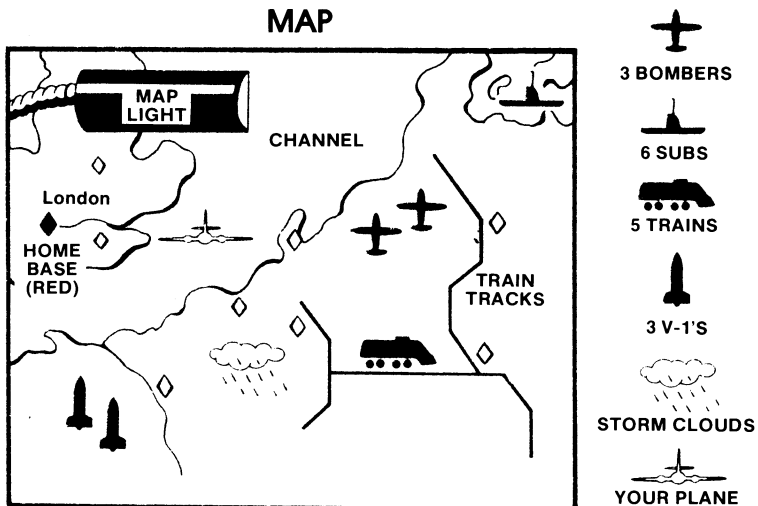 MAP
MAP
LIGHT
CHANNEL
London
HOME
BASE
(RED)
TRAIN
TRACKS
3 BOMBERS
6 SUBS
5 TRAINS
3 V-1'S
STORM CLOUDS
YOUR PLANE